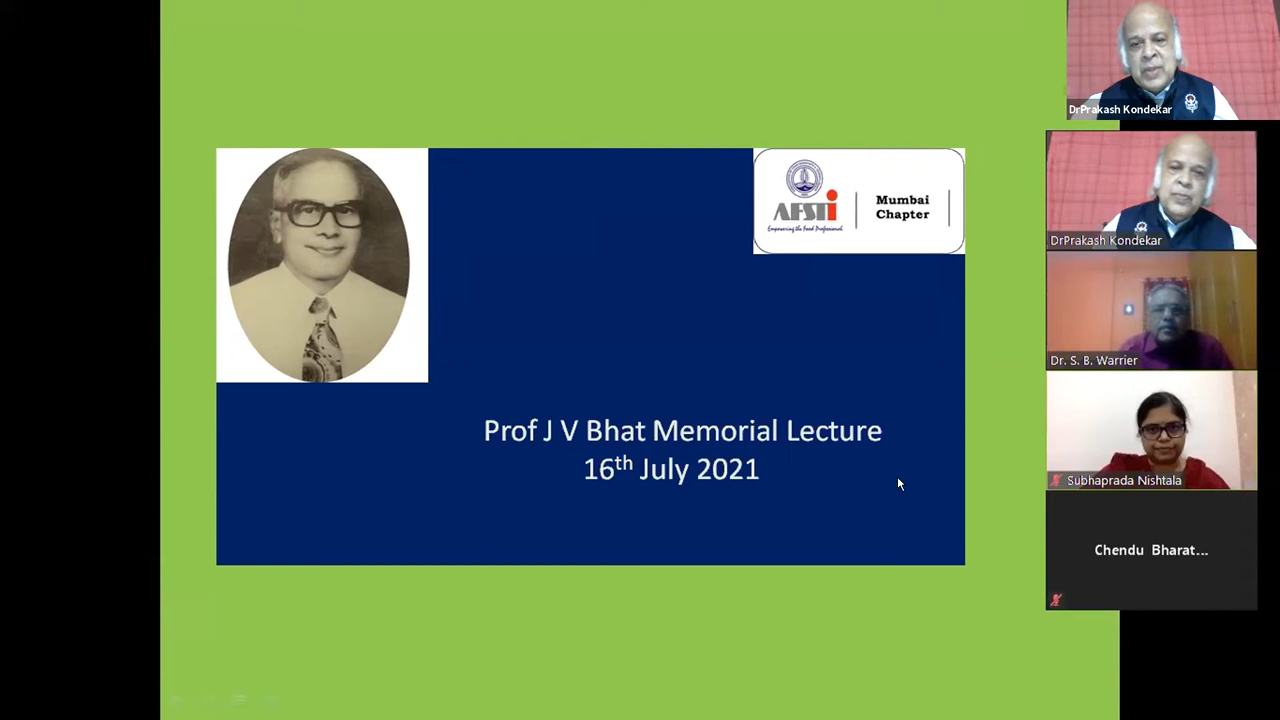 AFSTi
Empowering the Food Professional
Mumbai
Chapter
Prof J V Bhat Memorial Lecture
16th July 2021
DrPrakash Kondekar
DrPrakash Kondekar
Dr. S. B. Warrier
Subhaprada Nishtala
Chendu Bharat...